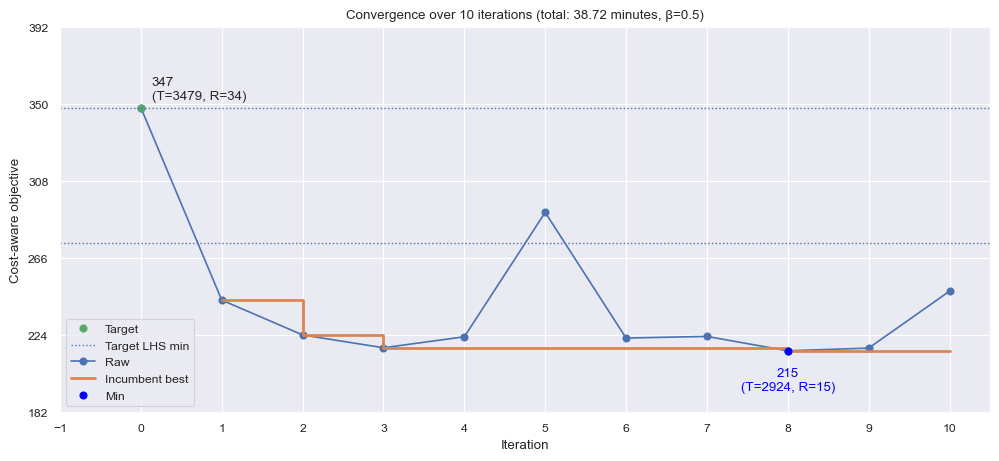 Convergence over 10 iterations (total: 38.72 minutes, β=0.5)
Cost-aware objective
392
350
308
266
224
182
347
(T=3479, R=34)
215
(T=2924, R=15)
Target
Target LHS min
Raw
Incumbent best
Min
−1
0
1
2
3
4
5
6
7
8
9
10
Iteration